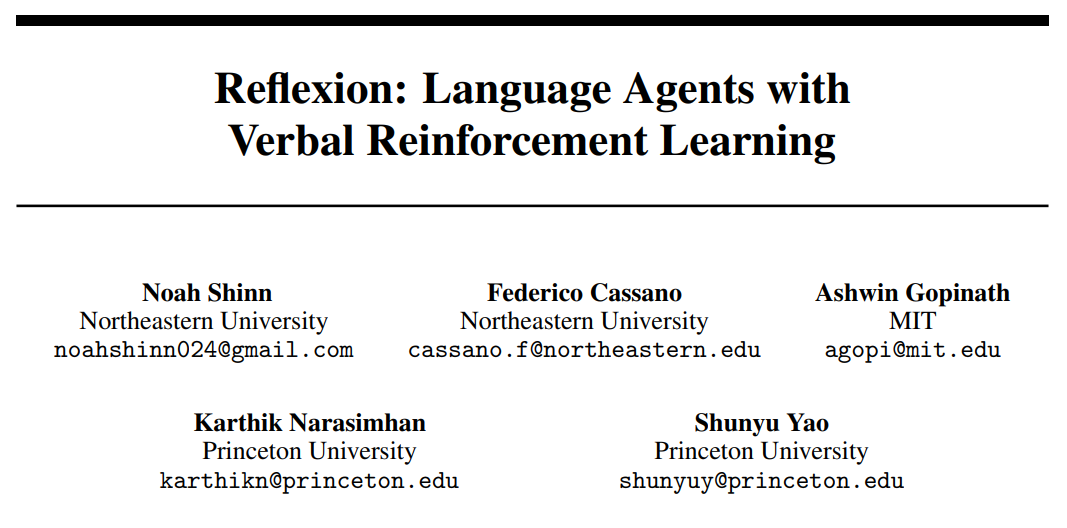 Reflexion: Language Agents with
Verbal Reinforcement Learning
Noah Shinn
Northeastern University
noahshinn024@gmail.com
Federico Cassano
Northeastern University
cassano.f@northeastern.edu
Ashwin Gopinath
MIT
agopi@mit.edu
Karthik Narasimhan
Princeton University
karthikn@princeton.edu
Shunyu Yao
Princeton University
shunyuy@princeton.edu